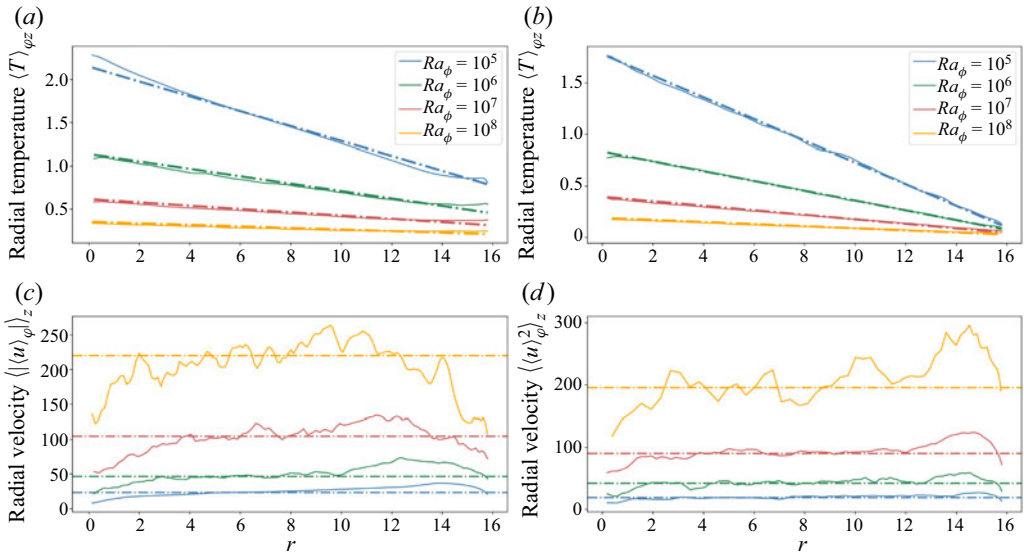 (a)
Radial temperature ⟨T⟩φz
2.0
1.5
1.0
0.5
Raϕ = 10⁵
Raϕ = 10⁶
Raϕ = 10⁷
Raϕ = 10⁸
0 2 4 6 8 10 12 14 16
(b)
Radial temperature ⟨T⟩φz
1.5
1.0
0.5
0
Raϕ = 10⁵
Raϕ = 10⁶
Raϕ = 10⁷
Raϕ = 10⁸
0 2 4 6 8 10 12 14 16
r
(c)
Radial velocity ⟨|⟨u⟩φ|⟩z
250
200
150
100
50
0
0 2 4 6 8 10 12 14 16
r
(d)
Radial velocity ⟨⟨u⟩²φ⟩z
300
200
100
50
0
0 2 4 6 8 10 12 14 16
r